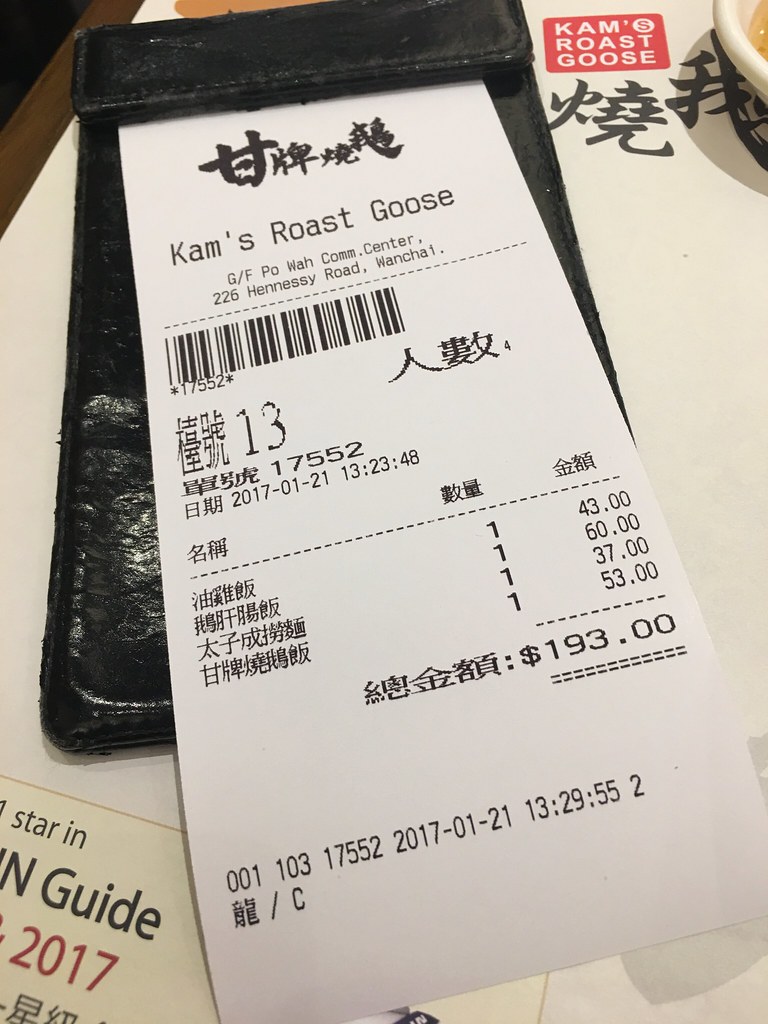 KAM'S
ROAST
GOOSE
燒我
甘牌燒鵝
Kam's Roast Goose
G/F Po Wah Comm.Center,
226 Hennessy Road, Wanchai.
*17552*
人數 4
檯號 13
單號 17552
日期 2017-01-21 13:23:48
名稱 數量 金額
油雞飯 1 43.00
鵝肝腸飯 1 60.00
太子成撈麵 1 37.00
甘牌燒鵝飯 1 53.00
總金額:$193.00
001 103 17552 2017-01-21 13:29:55 2
龍 / C
1 star in
IN Guide
& 2017
一星級